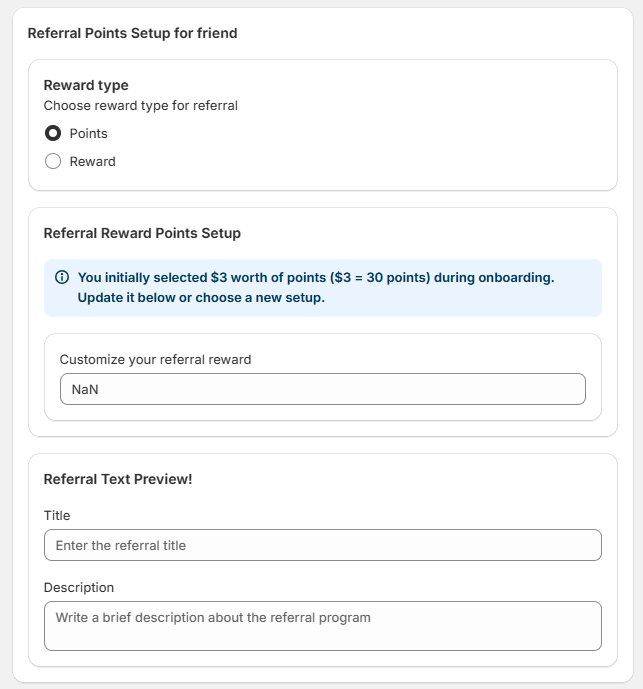 Referral Points Setup for friend
Reward type
Choose reward type for referral
Points
Reward
Referral Reward Points Setup
You initially selected $3 worth of points ($3 = 30 points) during onboarding.
Update it below or choose a new setup.
Customize your referral reward
NaN
Referral Text Preview!
Title
Enter the referral title
Description
Write a brief description about the referral program